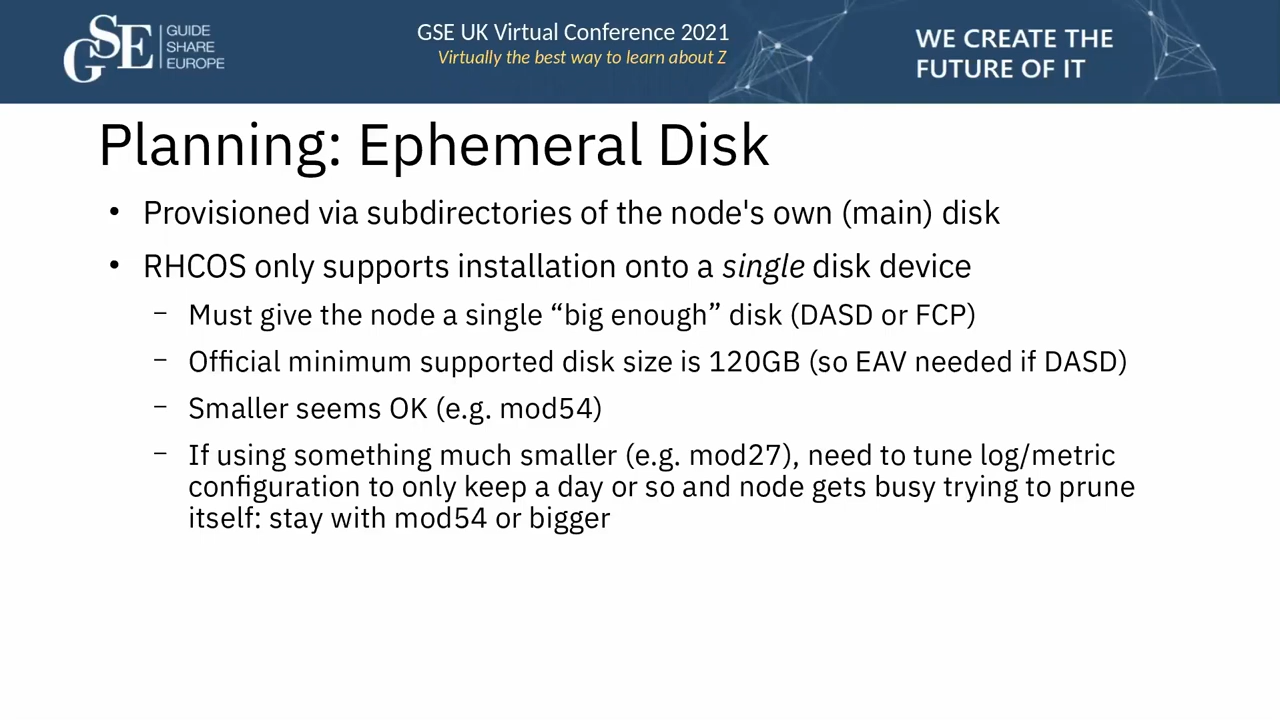 GSE
GUIDE
SHARE
EUROPE
GSE UK Virtual Conference 2021
Virtually the best way to learn about Z
WE CREATE THE
FUTURE OF IT
Planning: Ephemeral Disk
• Provisioned via subdirectories of the node's own (main) disk
• RHCOS only supports installation onto a single disk device
– Must give the node a single “big enough” disk (DASD or FCP)
– Official minimum supported disk size is 120GB (so EAV needed if DASD)
– Smaller seems OK (e.g. mod54)
– If using something much smaller (e.g. mod27), need to tune log/metric
configuration to only keep a day or so and node gets busy trying to prune
itself: stay with mod54 or bigger